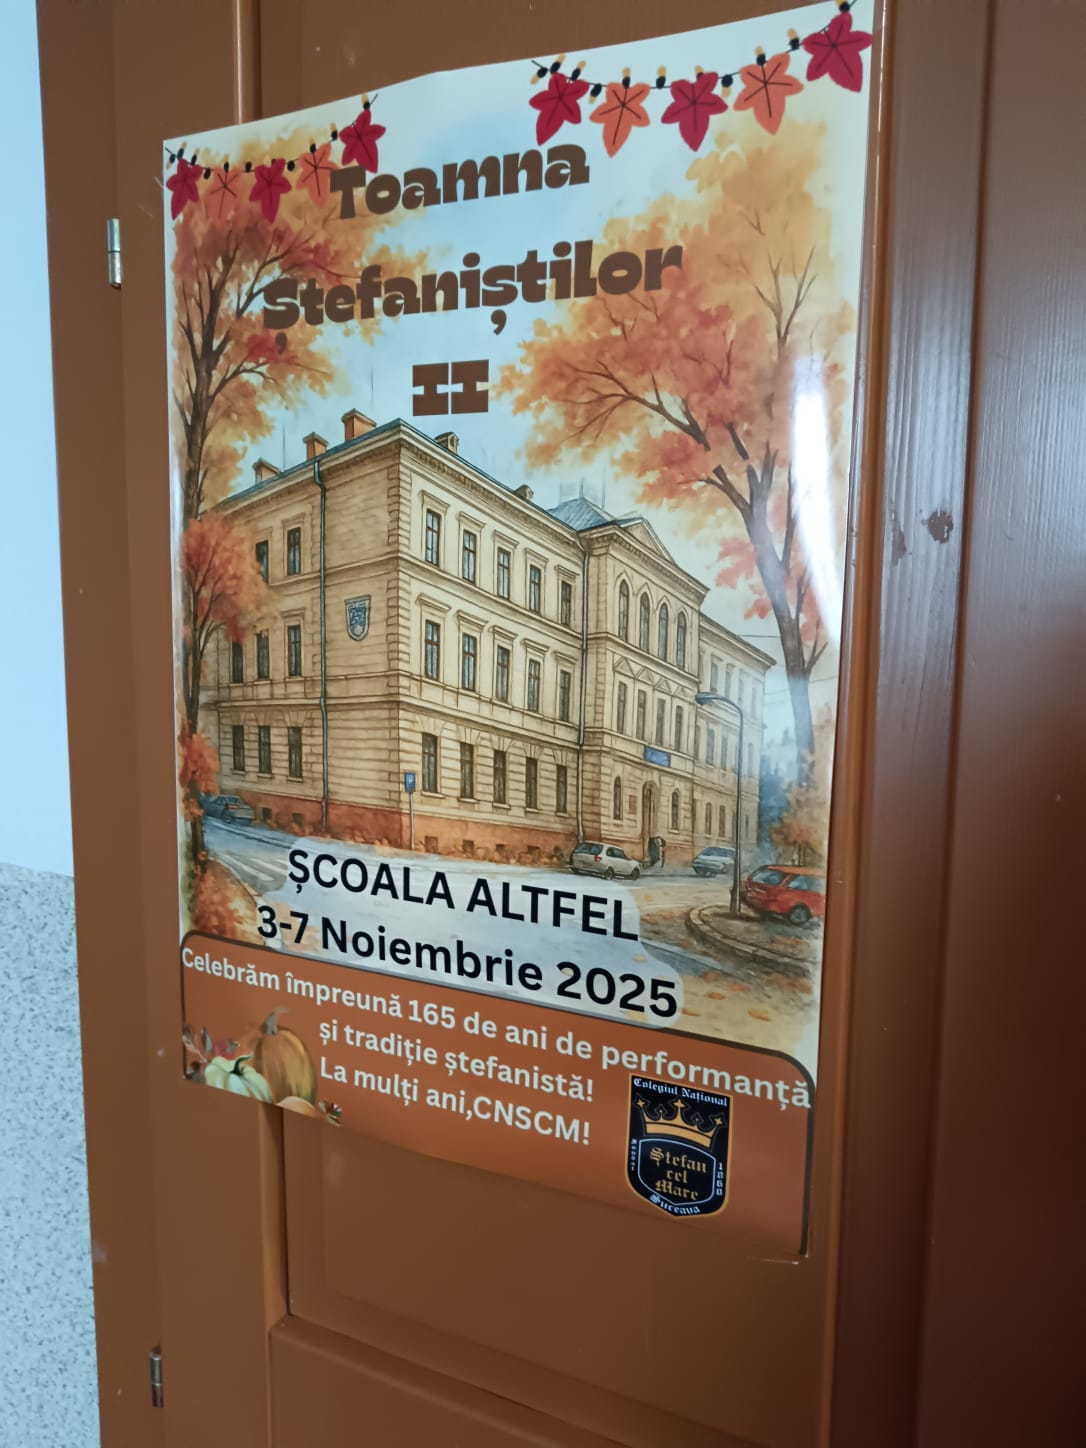 Toamna
Ștefaniștilor
II
ȘCOALA ALTFEL
3-7 Noiembrie 2025
Celebrăm împreună 165 de ani de performanță
și tradiție ștefanistă!
La mulți ani,CNSCM!
Colegiul Național
Ștefan
cel
Mare
1860
Suceava